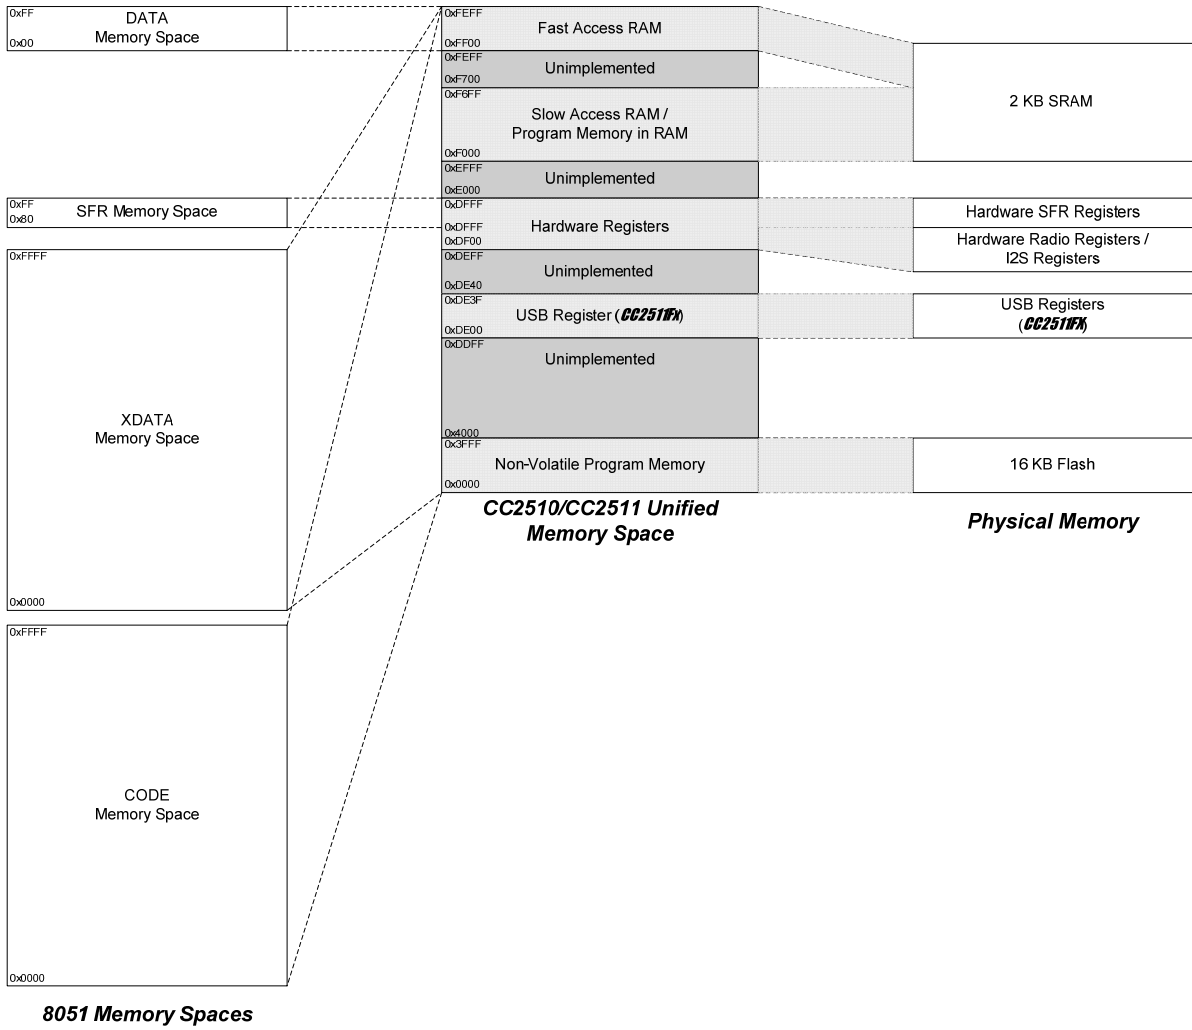 0xFF
DATA
Memory Space
0x00
0xFF
SFR Memory Space
0x80
0xFFFF
XDATA
Memory Space
0x0000
0xFFFF
CODE
Memory Space
0x0000
8051 Memory Spaces
0xFEFF
Fast Access RAM
0xFF00
0xFEFF
Unimplemented
0xF700
0xF6FF
Slow Access RAM /
Program Memory in RAM
0xF000
0xEFFF
Unimplemented
0xE000
0xDFFF
Hardware Registers
0xDFFF
0xDF00
0xDEFF
Unimplemented
0xDE40
0xDE3F
USB Register (CC2511Fx)
0xDE00
0xDDFF
Unimplemented
0x4000
0x3FFF
Non-Volatile Program Memory
0x0000
CC2510/CC2511 Unified
Memory Space
2 KB SRAM
Hardware SFR Registers
Hardware Radio Registers /
I2S Registers
USB Registers
(CC2511FX)
16 KB Flash
Physical Memory